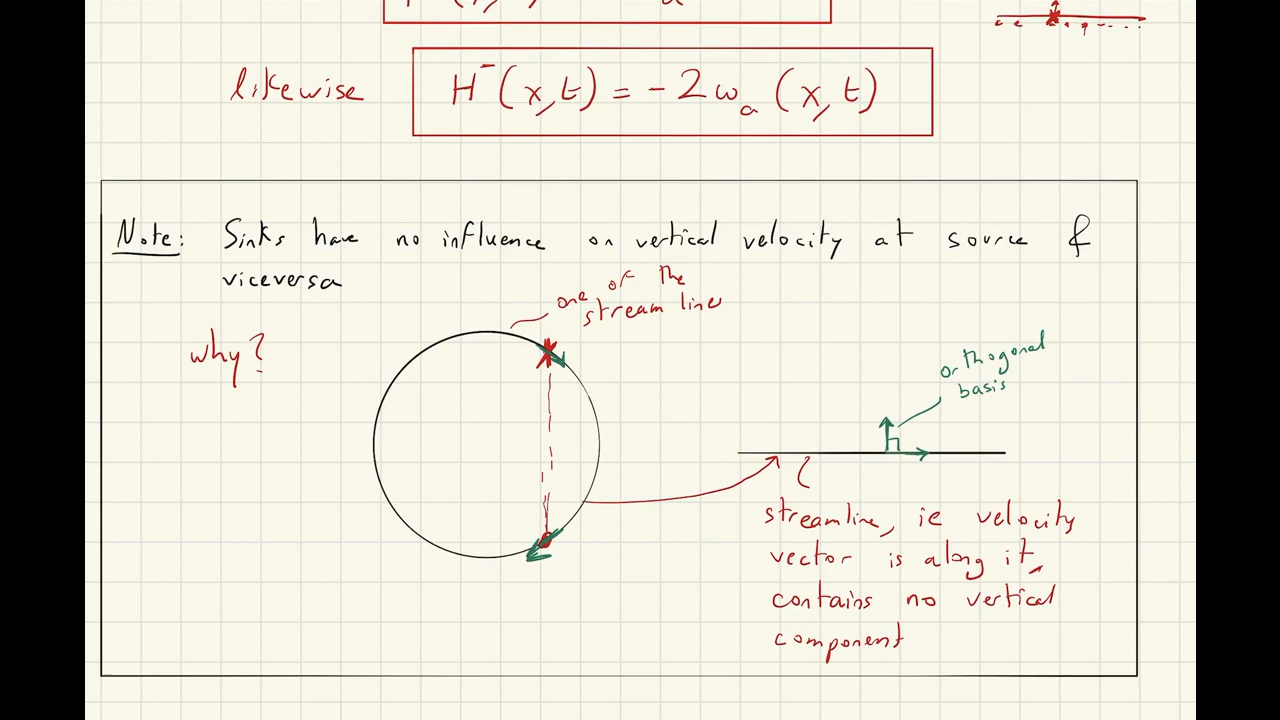 likewise H⁻(x,t) = -2ω_a (x,t)
Note: Sinks have no influence on vertical velocity at source &
viceversa
one of the
stream line
why?
orthogonal
basis
streamline, ie velocity
vector is along it,
contains no vertical
component